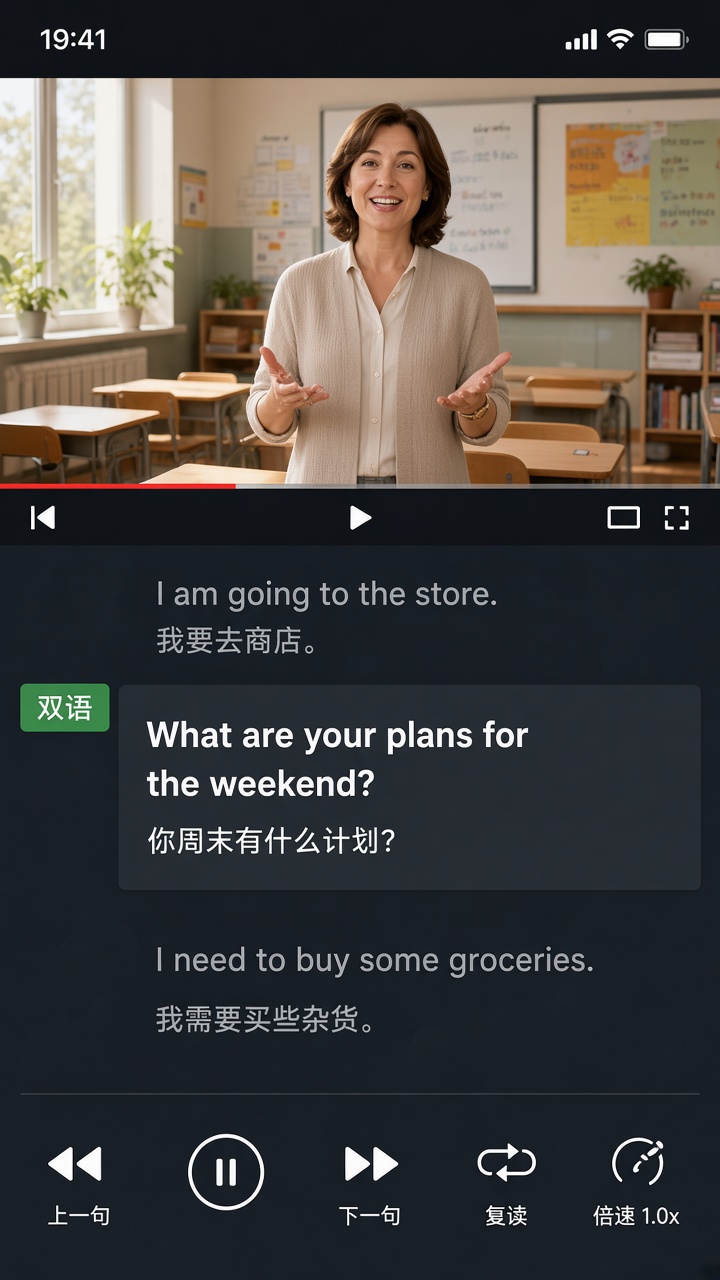 19:41
I am going to the store.
我要去商店。
双语
What are your plans for
the weekend?
你周末有什么计划?
I need to buy some groceries.
我需要买些杂货。
上一句
下一句
复读
倍速 1.0x